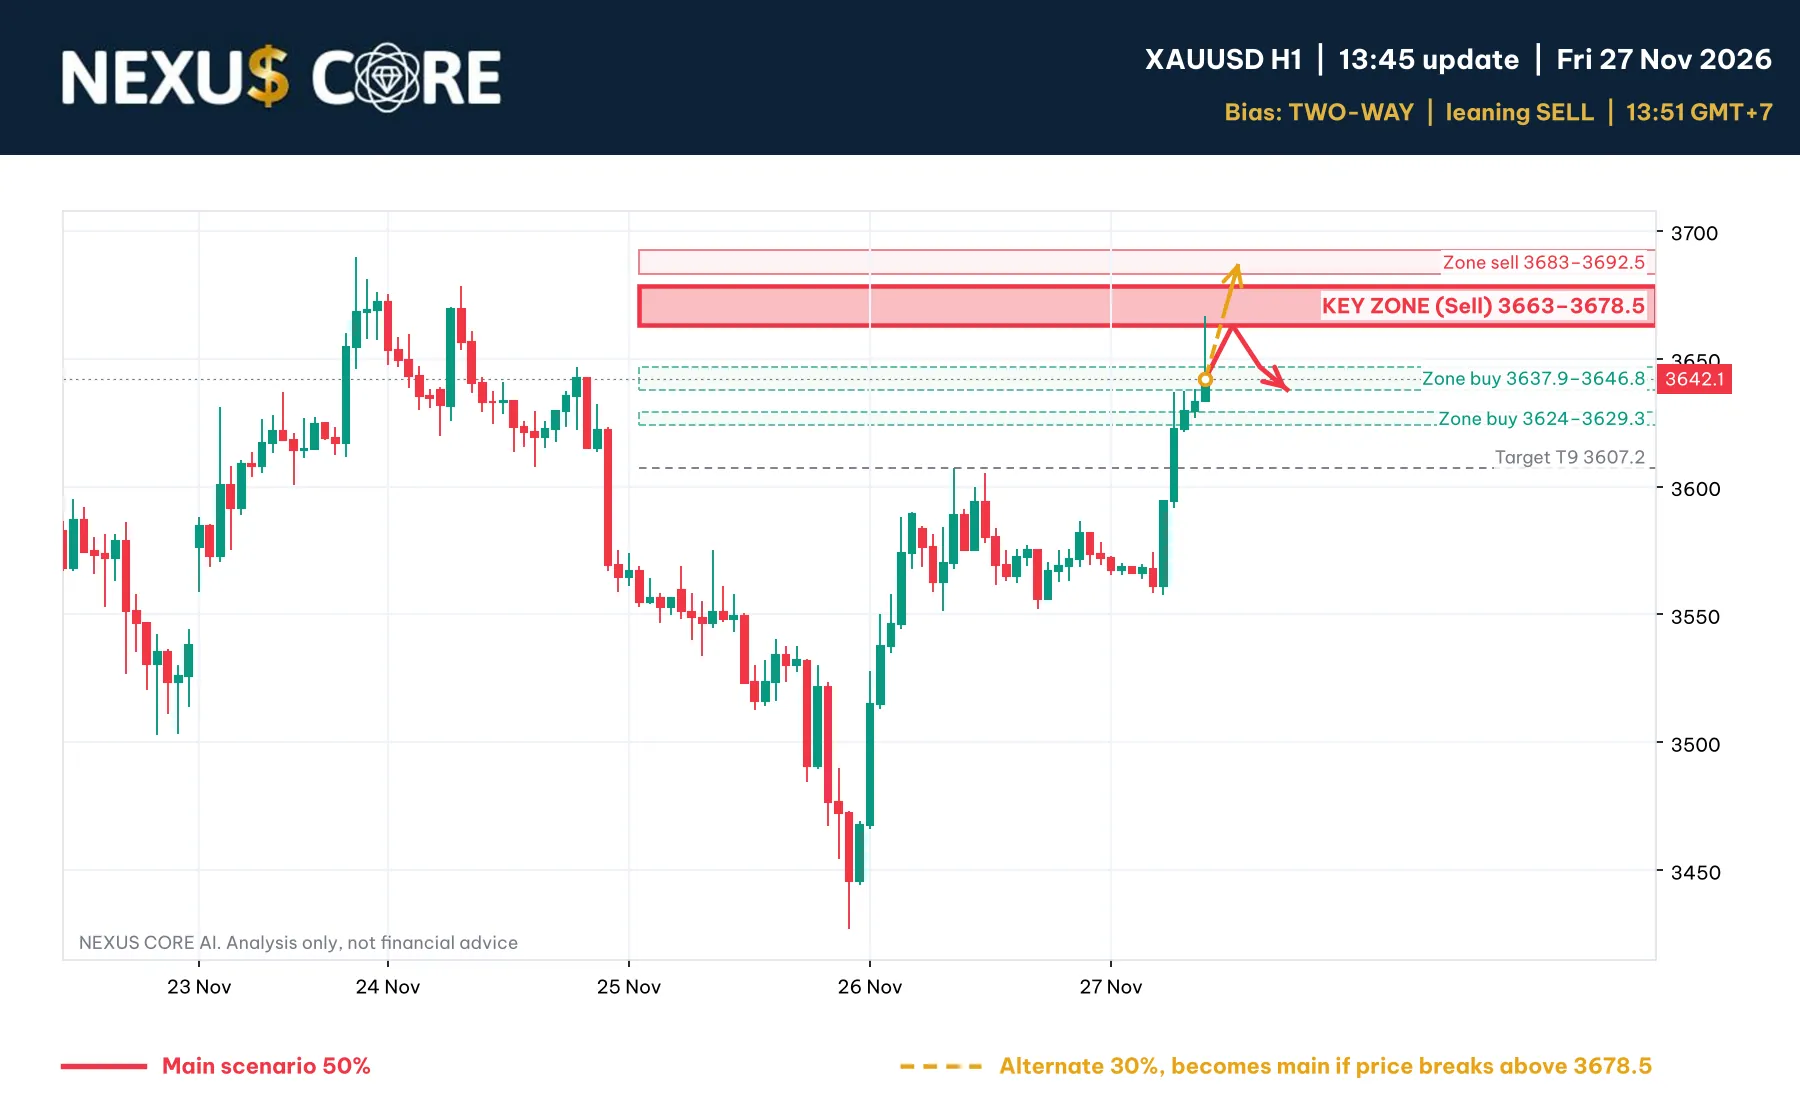 NEXU$ CORE
XAUUSD H1 | 13:45 update | Fri 27 Nov 2026
Bias: TWO-WAY | leaning SELL | 13:51 GMT+7
3700
Zone sell 3683–3692.5
KEY ZONE (Sell) 3663–3678.5
3650
Zone buy 3637.9–3646.8
3642.1
Zone buy 3624–3629.3
Target T9 3607.2
3600
3550
3500
3450
NEXUS CORE AI. Analysis only, not financial advice
23 Nov
24 Nov
25 Nov
26 Nov
27 Nov
Main scenario 50%
Alternate 30%, becomes main if price breaks above 3678.5